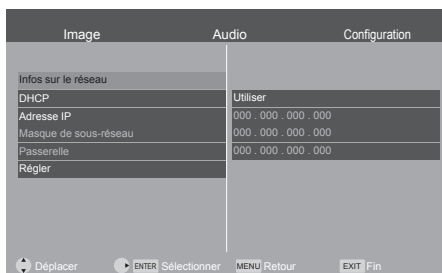 Image Audio Configuration
Infos sur le réseau
DHCP Utiliser
Adresse IP 000 . 000 . 000 . 000
Masque de sous-réseau 000 . 000 . 000 . 000
Passerelle 000 . 000 . 000 . 000
Régler
Déplacer ENTER Sélectionner MENU Retour EXIT Fin